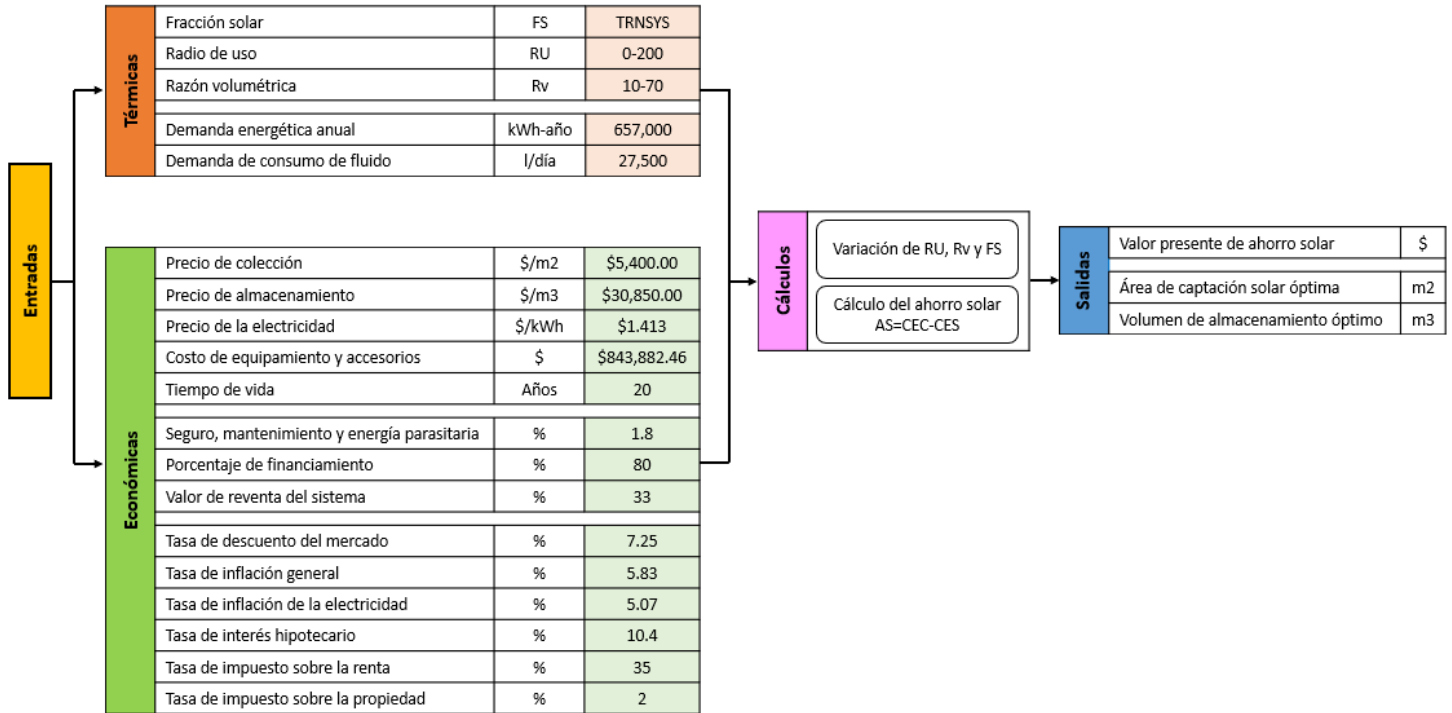 Entradas
Térmicas
Fracción solar FS TRNSYS
Radio de uso RU 0-200
Razón volumétrica Rv 10-70
Demanda energética anual kWh-año 657,000
Demanda de consumo de fluido l/día 27,500
Económicas
Precio de colección $/m2 $5,400.00
Precio de almacenamiento $/m3 $30,850.00
Precio de la electricidad $/kWh $1.413
Costo de equipamiento y accesorios $ $843,882.46
Tiempo de vida Años 20
Seguro, mantenimiento y energía parasitaria % 1.8
Porcentaje de financiamiento % 80
Valor de reventa del sistema % 33
Tasa de descuento del mercado % 7.25
Tasa de inflación general % 5.83
Tasa de inflación de la electricidad % 5.07
Tasa de interés hipotecario % 10.4
Tasa de impuesto sobre la renta % 35
Tasa de impuesto sobre la propiedad % 2
Cálculos
Variación de RU, Rv y FS
Cálculo del ahorro solar
AS=CEC-CES
Salidas
Valor presente de ahorro solar $
Área de captación solar óptima m2
Volumen de almacenamiento óptimo m3